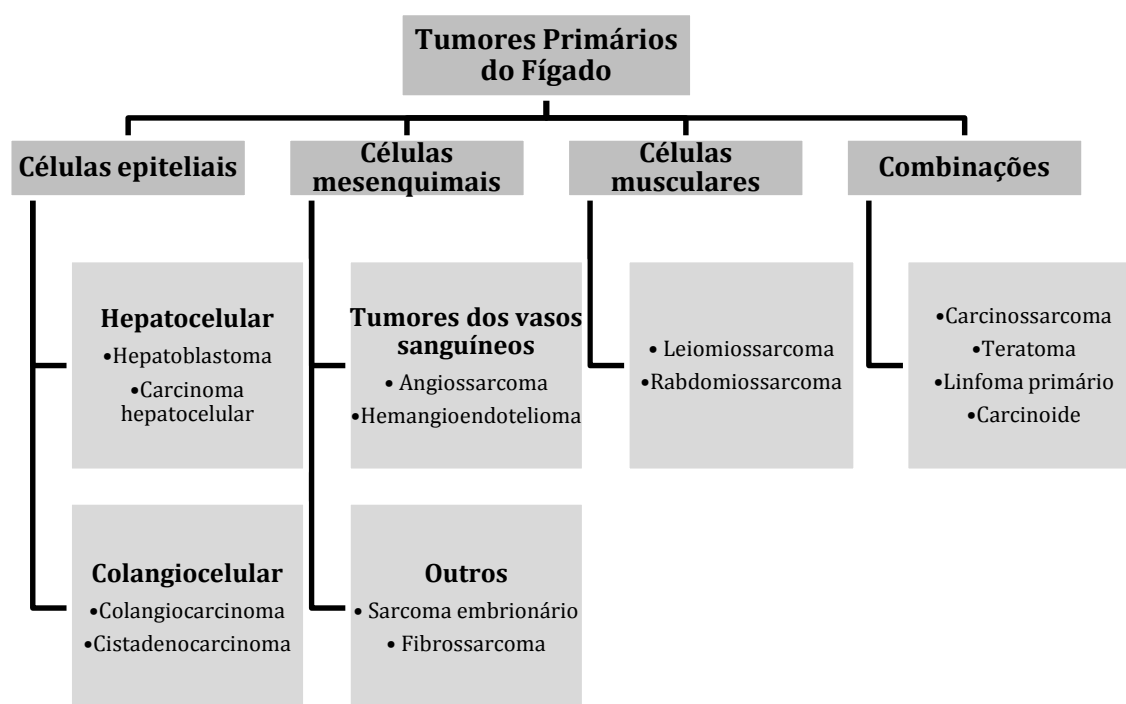 Tumores Primários
do Fígado
Células epiteliais
Células
mesenquimais
Células
musculares
Combinações
Hepatocelular
•Hepatoblastoma
•Carcinoma
hepatocelular
Tumores dos vasos
sanguíneos
• Angiossarcoma
•Hemangioendotelioma
• Leiomiossarcoma
•Rabdomiossarcoma
•Carcinossarcoma
•Teratoma
•Linfoma primário
•Carcinoide
Colangiocelular
•Colangiocarcinoma
•Cistadenocarcinoma
Outros
• Sarcoma embrionário
• Fibrossarcoma